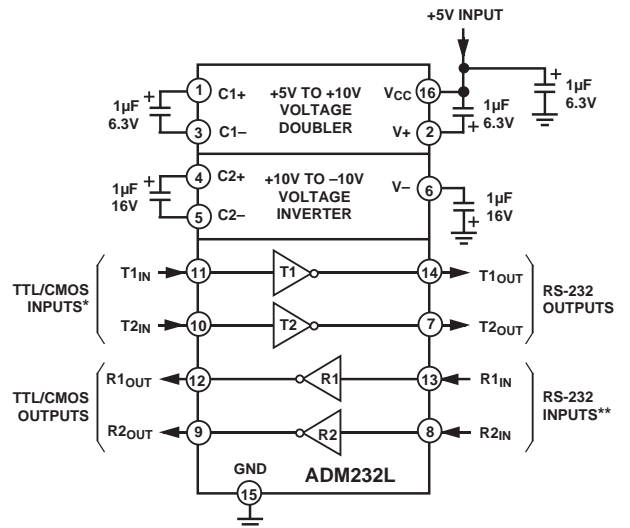 +5V INPUT
1 C1+ +5V TO +10V VCC 16
VOLTAGE
DOUBLER
1µF +
6.3V
3 C1– V+ 2
1µF
6.3V +
+ 1µF
6.3V
4 C2+ +10V TO –10V V– 6
VOLTAGE
INVERTER
1µF +
16V
5 C2–
1µF
16V +
TTL/CMOS
INPUTS*
T1IN 11 T1 14 T1OUT
T2IN 10 T2 7 T2OUT
RS-232
OUTPUTS
TTL/CMOS
OUTPUTS
R1OUT 12 R1 13 R1IN
R2OUT 9 R2 8 R2IN
RS-232
INPUTS**
GND
15
ADM232L